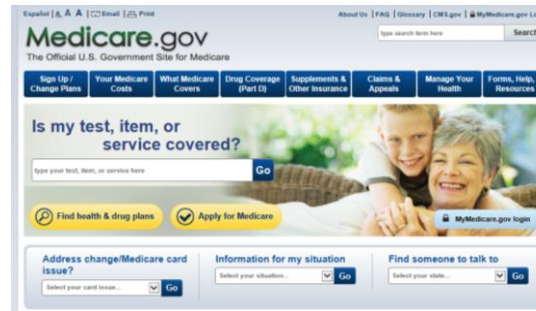 Español | A A A | Email | Print
About Us | FAQ | Glossary | CMS.gov | MyMedicare.gov Lo
Medicare.gov
type search term here Search
The Official U.S. Government Site for Medicare
Sign Up / Change Plans
Your Medicare Costs
What Medicare Covers
Drug Coverage (Part D)
Supplements & Other Insurance
Claims & Appeals
Manage Your Health
Forms, Help, Resources
Is my test, item, or
service covered?
type your test, item, or service here Go
Find health & drug plans
Apply for Medicare
MyMedicare.gov login
Address change/Medicare card
issue?
Select your card issue... Go
Information for my situation
Select your situation... Go
Find someone to talk to
Select your state... Go